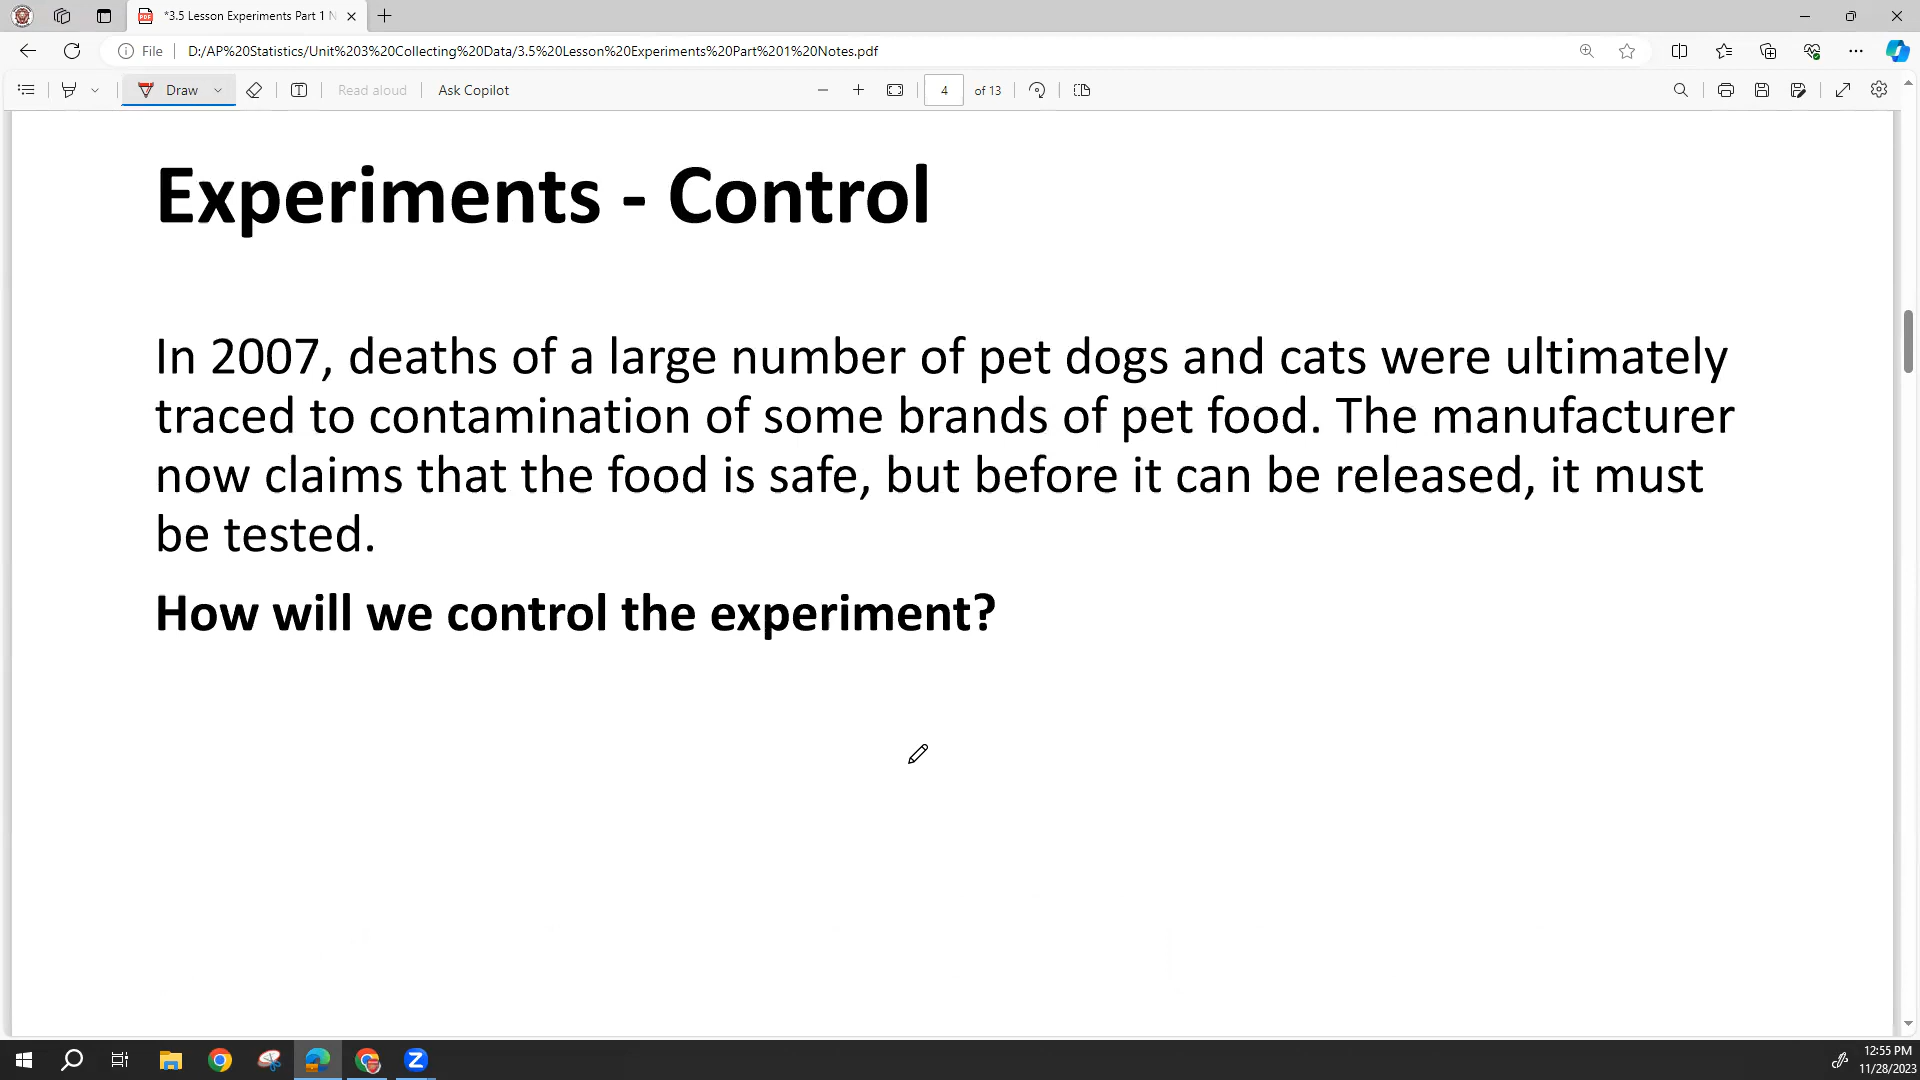 *3.5 Lesson Experiments Part 1 N
File
D:/AP%20Statistics/Unit%203%20Collecting%20Data/3.5%20Lesson%20Experiments%20Part%201%20Notes.pdf
Draw
Read aloud
Ask Copilot
4 of 13
Experiments - Control
In 2007, deaths of a large number of pet dogs and cats were ultimately
traced to contamination of some brands of pet food. The manufacturer
now claims that the food is safe, but before it can be released, it must
be tested.
How will we control the experiment?
12:55 PM
11/28/2023